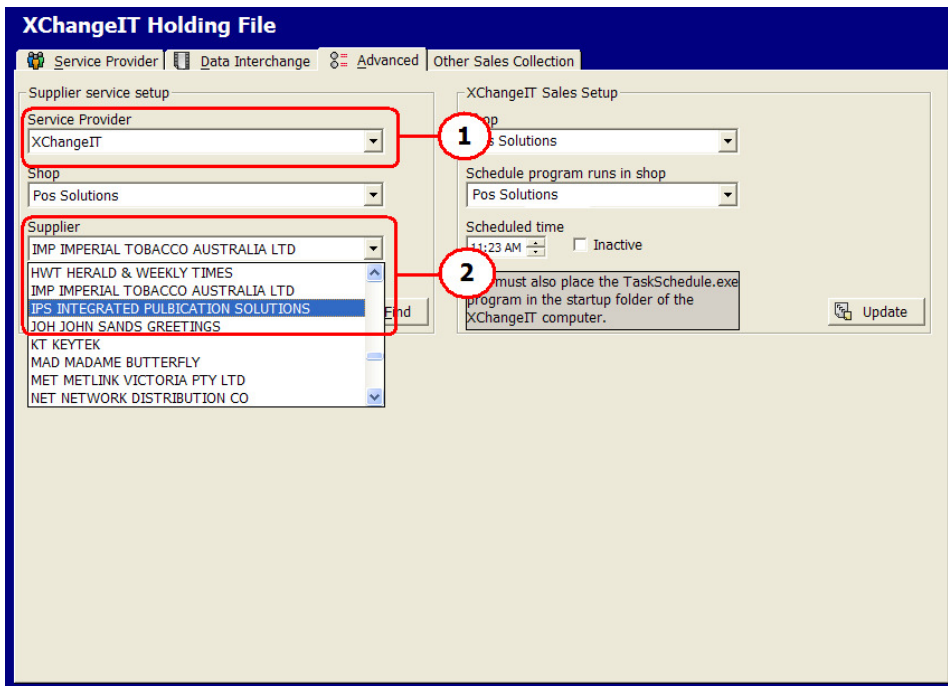 XChangeIT Holding File
Service Provider Data Interchange Advanced Other Sales Collection
Supplier service setup
Service Provider
XChangeIT
1
Shop
Pos Solutions
Supplier
IMP IMPERIAL TOBACCO AUSTRALIA LTD
2
HWT HERALD & WEEKLY TIMES
IMP IMPERIAL TOBACCO AUSTRALIA LTD
IPS INTEGRATED PULBICATION SOLUTIONS
JOH JOHN SANDS GREETINGS
KT KEYTEK
MAD MADAME BUTTERFLY
MET METLINK VICTORIA PTY LTD
NET NETWORK DISTRIBUTION CO
Find
XChangeIT Sales Setup
Solutions
Schedule program runs in shop
Pos Solutions
Scheduled time
11:23 AM Inactive
must also place the TaskSchedule.exe
program in the startup folder of the
XChangeIT computer.
Update